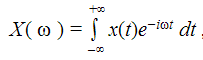 X( ω ) = ∫_{-∞}^{+∞} x(t)e^{-iωt} dt ,